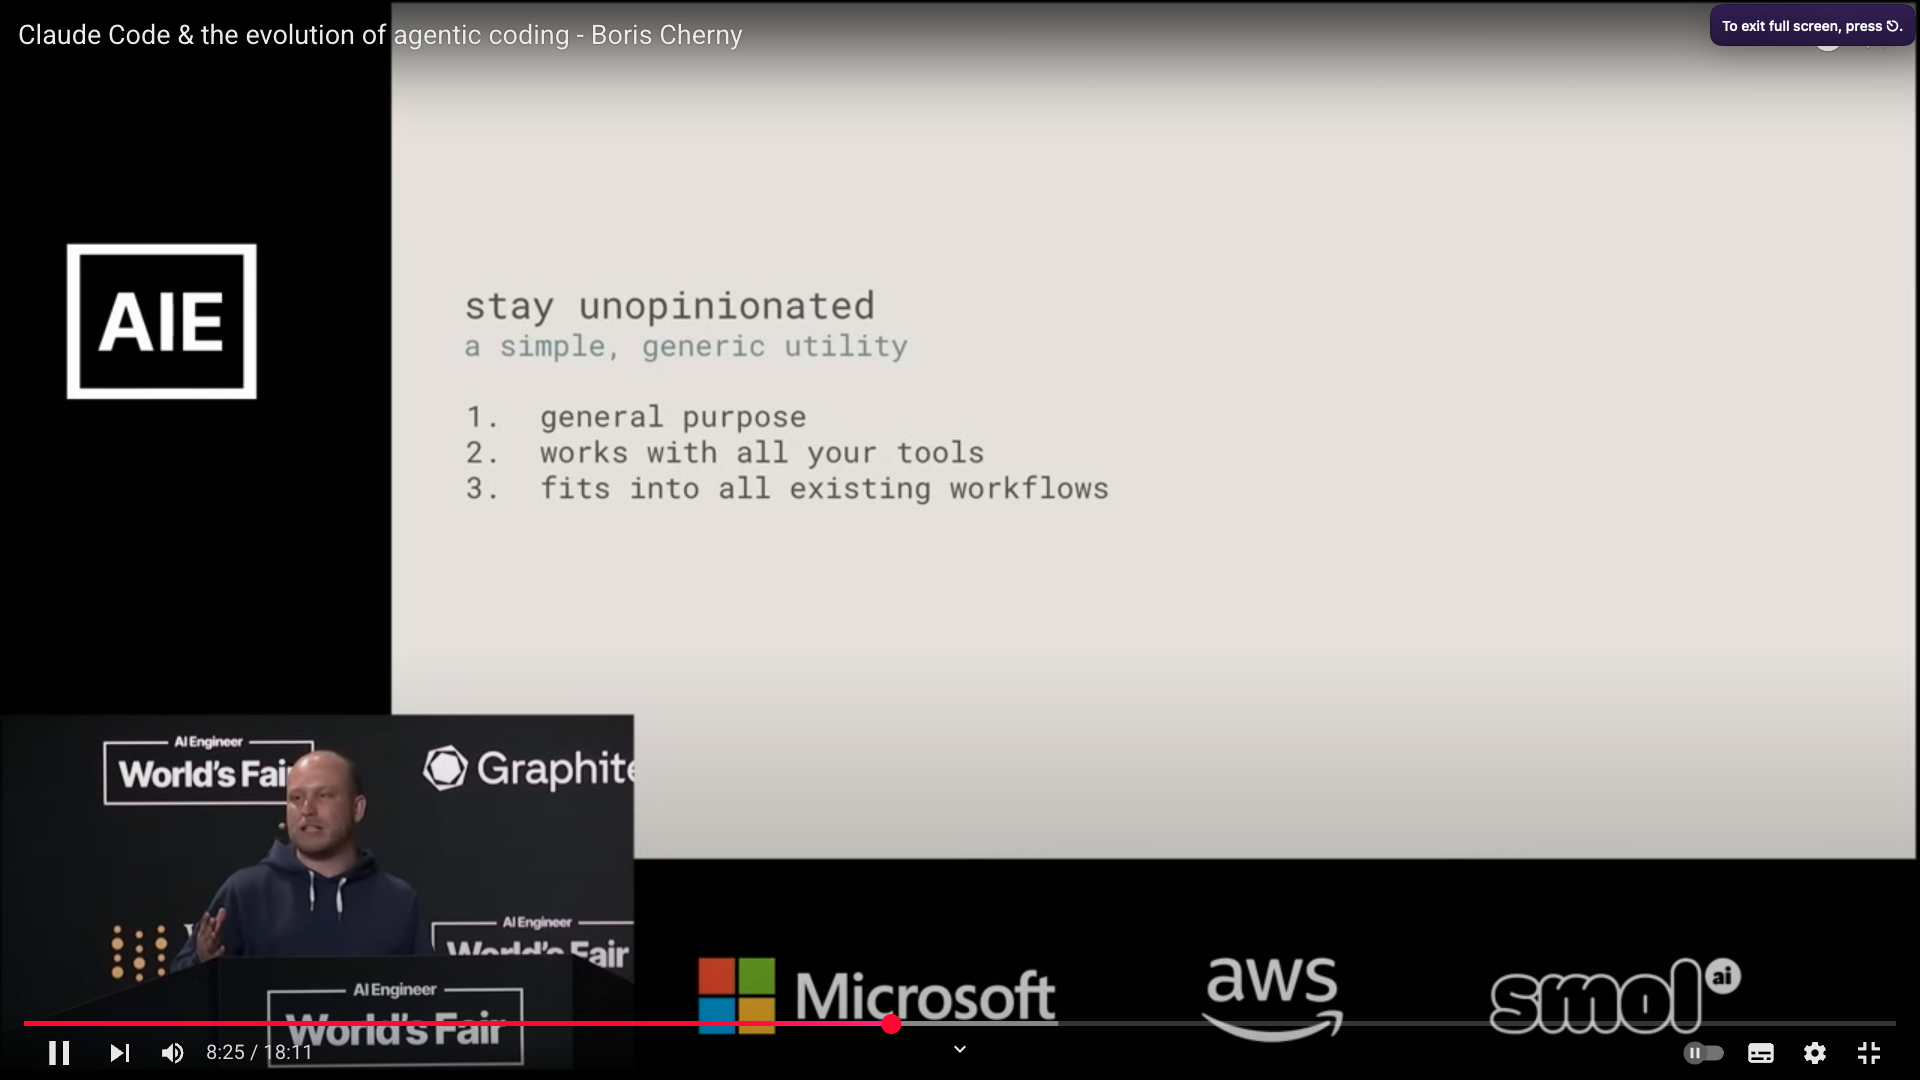 Claude Code & the evolution of agentic coding - Boris Cherny
To exit full screen, press
AIE
stay unopinionated
a simple, generic utility
1. general purpose
2. works with all your tools
3. fits into all existing workflows
AI Engineer
World's Fai
Graphite
AI Engineer
World's Fair
AI Engineer
World's Fair
Microsoft
aws
smol ai
8:25 / 18:11